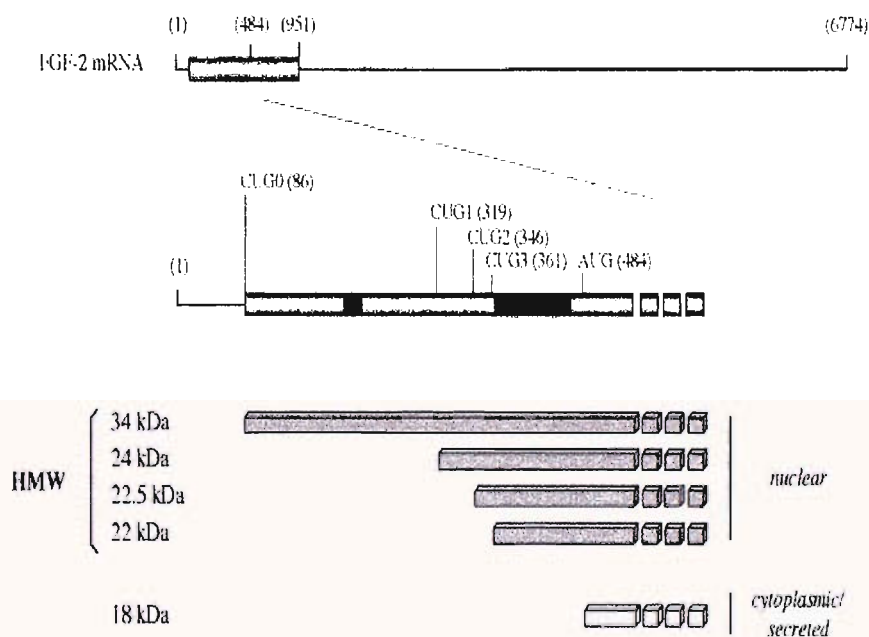 (1) (484) (951) (6774)
FGF-2 mRNA
CUG0 (86)
CUG1 (319)
CUG2 (346)
CUG3 (361) AUG (484)
(1)
34 kDa
24 kDa
HMW
22.5 kDa
22 kDa
nuclear
18 kDa
cytoplasmic/
secreted